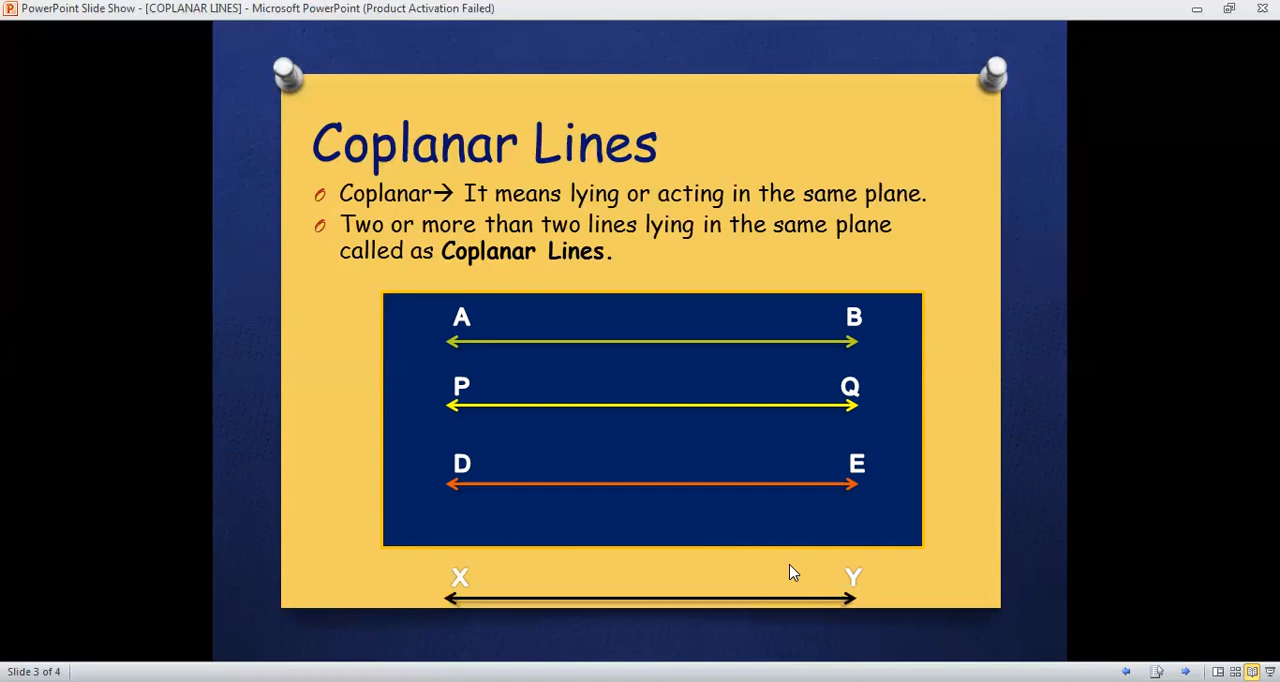 PowerPoint Slide Show - [COPLANAR LINES] - Microsoft PowerPoint (Product Activation Failed)
Coplanar Lines
Coplanar→ It means lying or acting in the same plane.
Two or more than two lines lying in the same plane
called as Coplanar Lines.
A B
P Q
D E
X Y
Slide 3 of 4